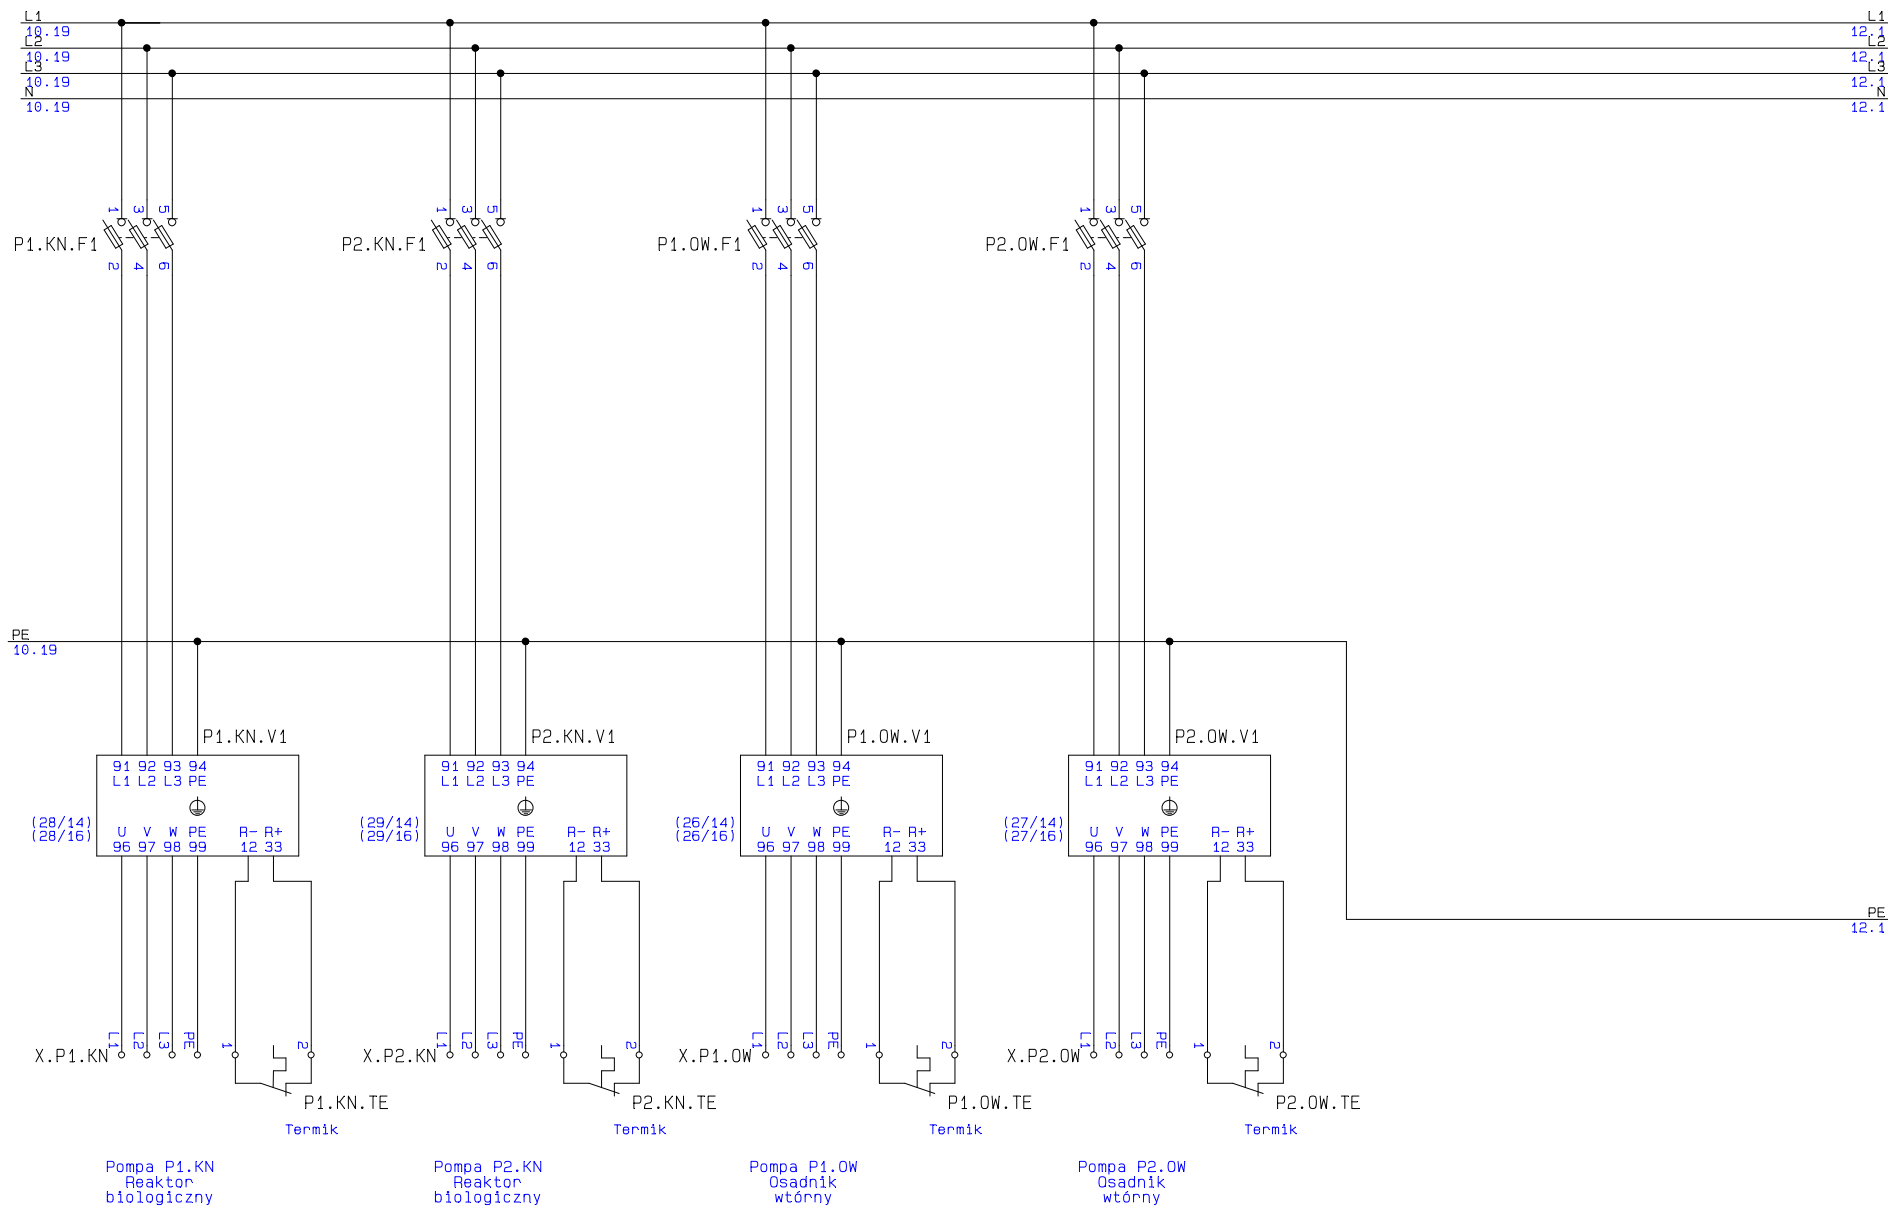 L1 L1
10.19 12.1
L2 L2
10.19 12.1
L3 L3
10.19 12.1
N N
10.19 12.1
1 3 5 1 3 5 1 3 5 1 3 5
P1.KN.F1 P2.KN.F1 P1.OW.F1 P2.OW.F1
2 4 6 2 4 6 2 4 6 2 4 6
PE
10.19
P1.KN.V1 P2.KN.V1 P1.OW.V1 P2.OW.V1
91 92 93 94 91 92 93 94 91 92 93 94 91 92 93 94
L1 L2 L3 PE L1 L2 L3 PE L1 L2 L3 PE L1 L2 L3 PE
(28/14) (29/14) (26/14) (27/14)
U V W PE R- R+ U V W PE R- R+ U V W PE R- R+ U V W PE R- R+
(28/16) (29/16) (26/16) (27/16)
96 97 98 99 12 33 96 97 98 99 12 33 96 97 98 99 12 33 96 97 98 99 12 33
PE
12.1
L1 L2 L3 PE 1 2 L1 L2 L3 PE 1 2 L1 L2 L3 PE 1 2 L1 L2 L3 PE 1 2
X.P1.KN X.P2.KN X.P1.OW X.P2.OW
P1.KN.TE P2.KN.TE P1.OW.TE P2.OW.TE
Termik Termik Termik Termik
Pompa P1.KN Pompa P2.KN Pompa P1.OW Pompa P2.OW
Reaktor Reaktor Osadnik Osadnik
biologiczny biologiczny wtórny wtórny